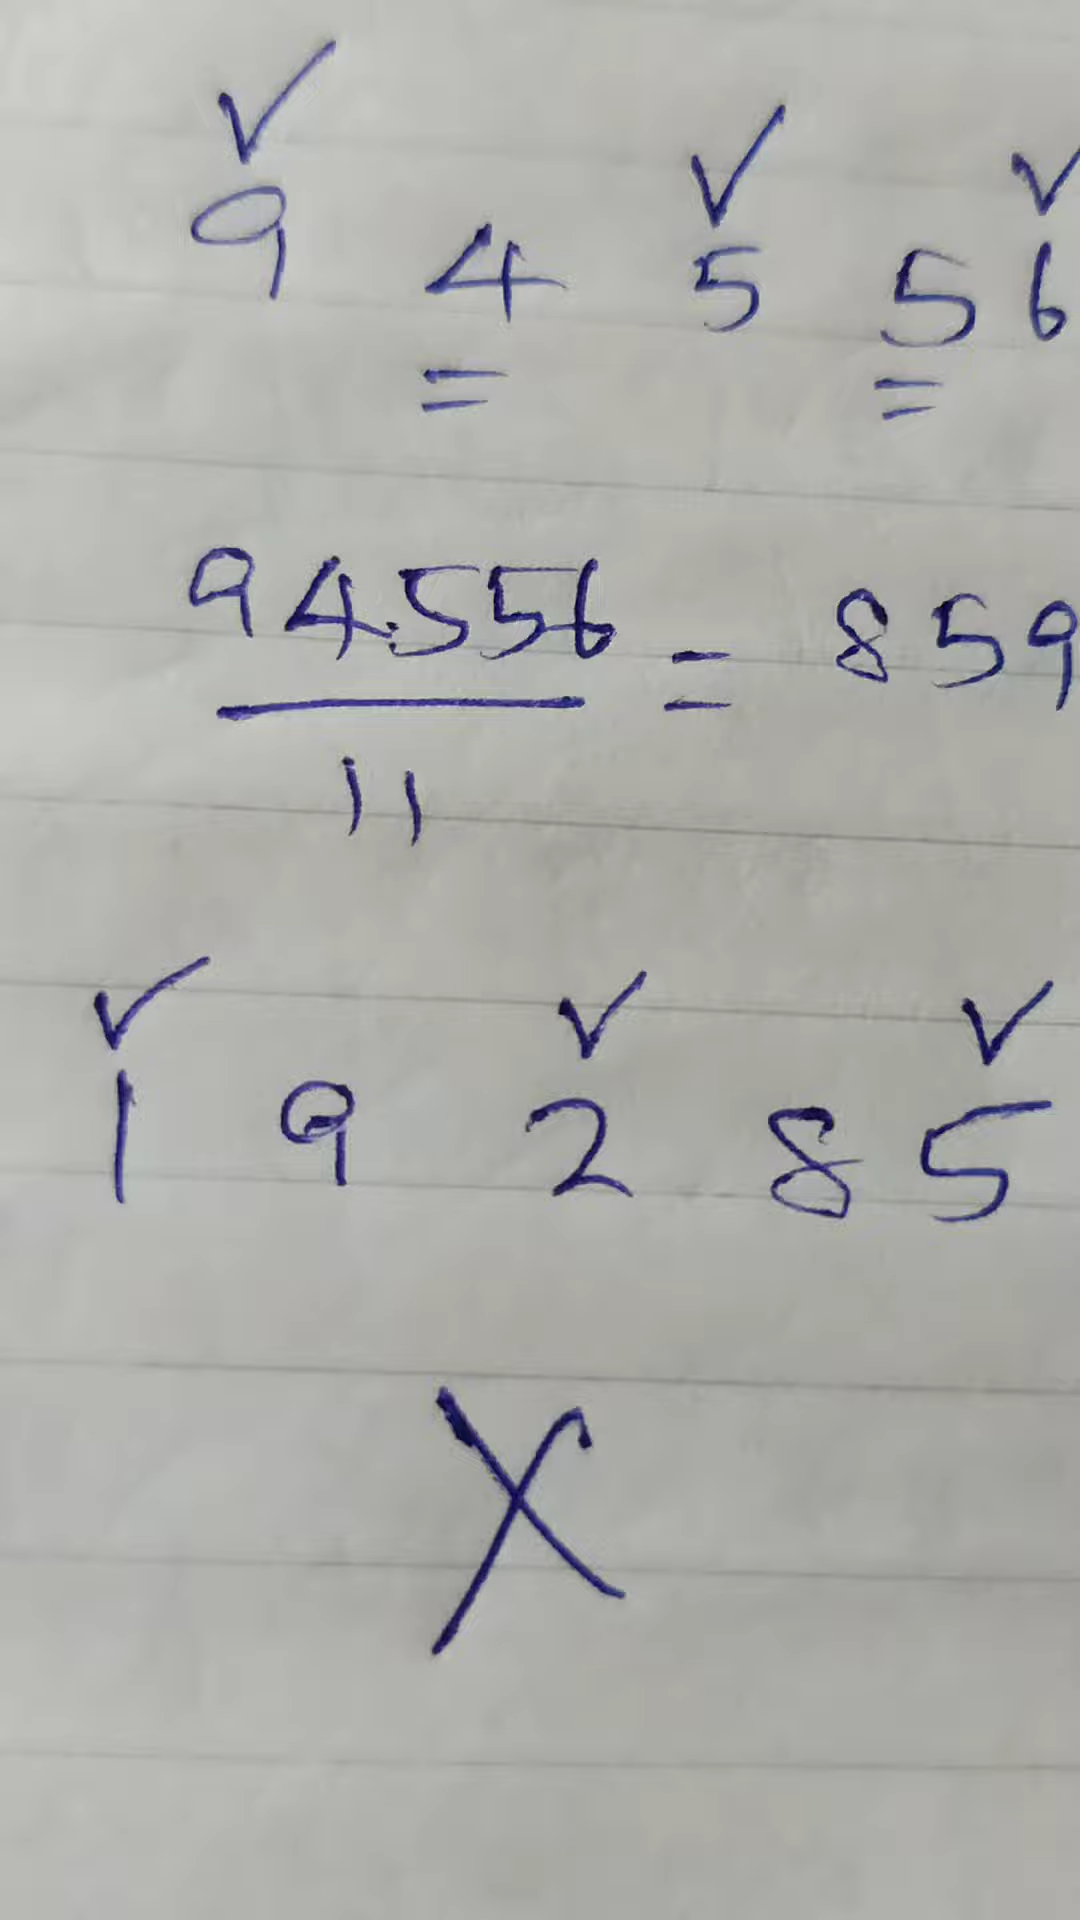 ✓ ✓ ✓
9 4 5 5 6
= =
94556 = 859
11
✓ ✓ ✓
1 9 2 8 5
X